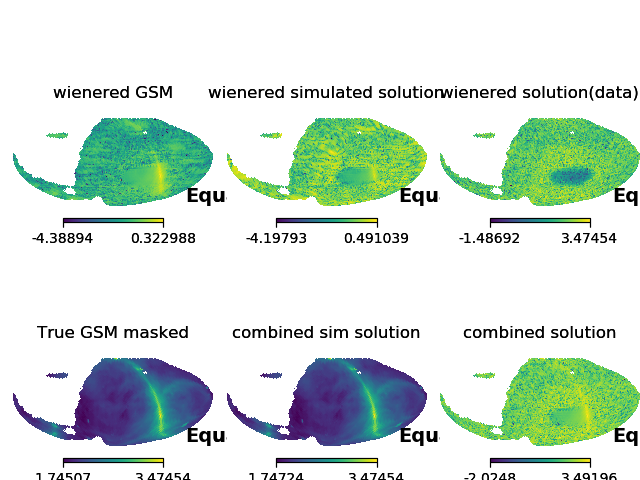 wienered GSM
wienered simulated solution
wienered solution(data)
Equ
Equ
Eq
-4.38894 0.322988
-4.19793 0.491039
-1.48692 3.47454
True GSM masked
combined sim solution
combined solution
Equ
Equ
Eq
1.74507 3.47454
1.74724 3.47454
-2.0248 3.49196